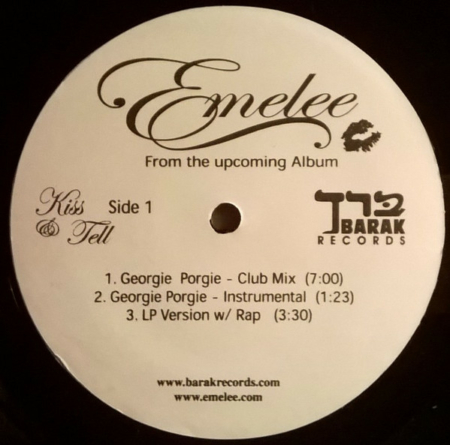 Emelee
From the upcoming Album
Kiss
& Tell
Side 1
ברך
BARAK
RECORDS
1. Georgie Porgie - Club Mix (7:00)
2. Georgie Porgie - Instrumental (1:23)
3. LP Version w/ Rap (3:30)
www.barakrecords.com
www.emelee.com